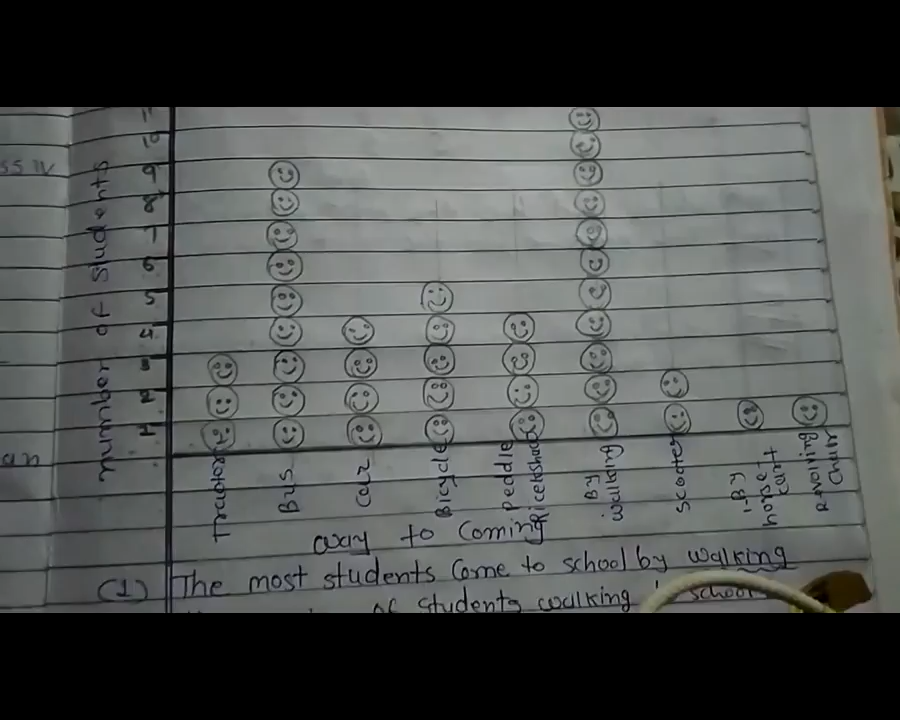 SS IV
an
number of students
11
10
9
8
7
6
5
4
3
2
1
tractor
Bus
car
Bicycle
peddle
ricekshaw
By
walking
scooter
By
horse
cart
Revolving
chair
way to coming
(1) The most students Come to school by walking
of students walking school